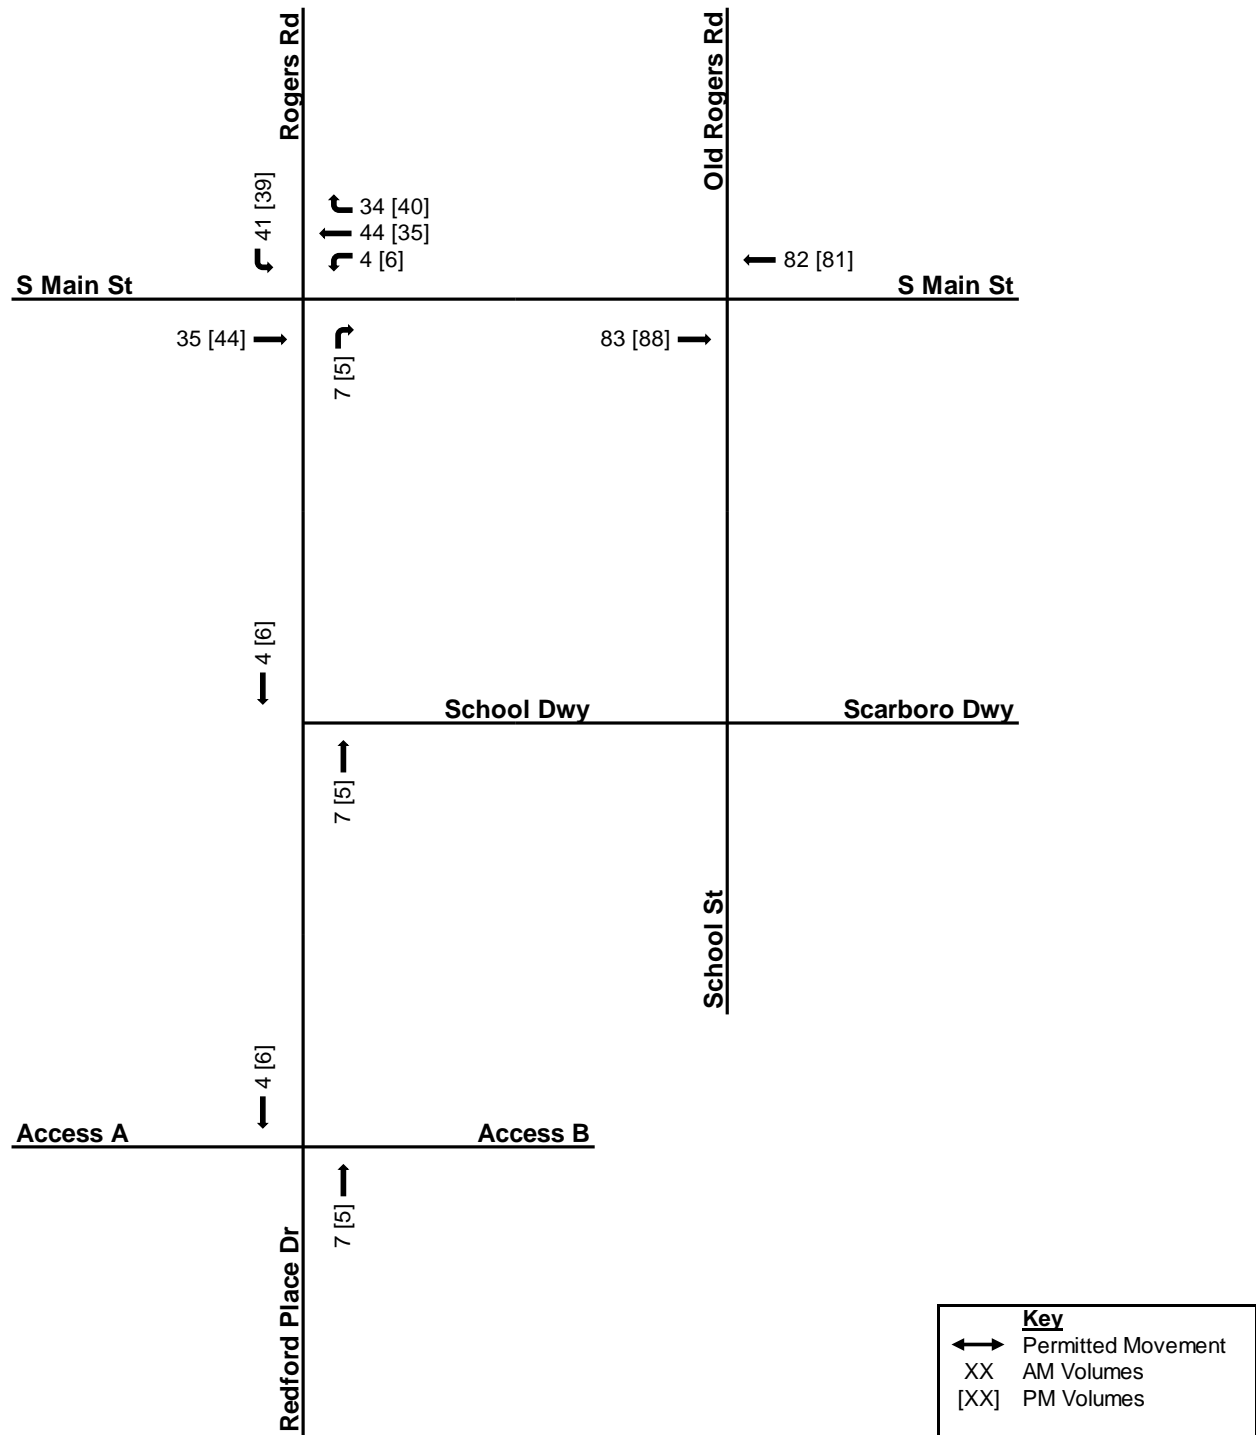 Rogers Rd
Old Rogers Rd
41 [39]
34 [40]
44 [35]
4 [6]
82 [81]
S Main St
S Main St
35 [44]
7 [5]
83 [88]
4 [6]
School Dwy
Scarboro Dwy
7 [5]
School St
4 [6]
Access A
Access B
7 [5]
Redford Place Dr
Key
Permitted Movement
XX AM Volumes
[XX] PM Volumes